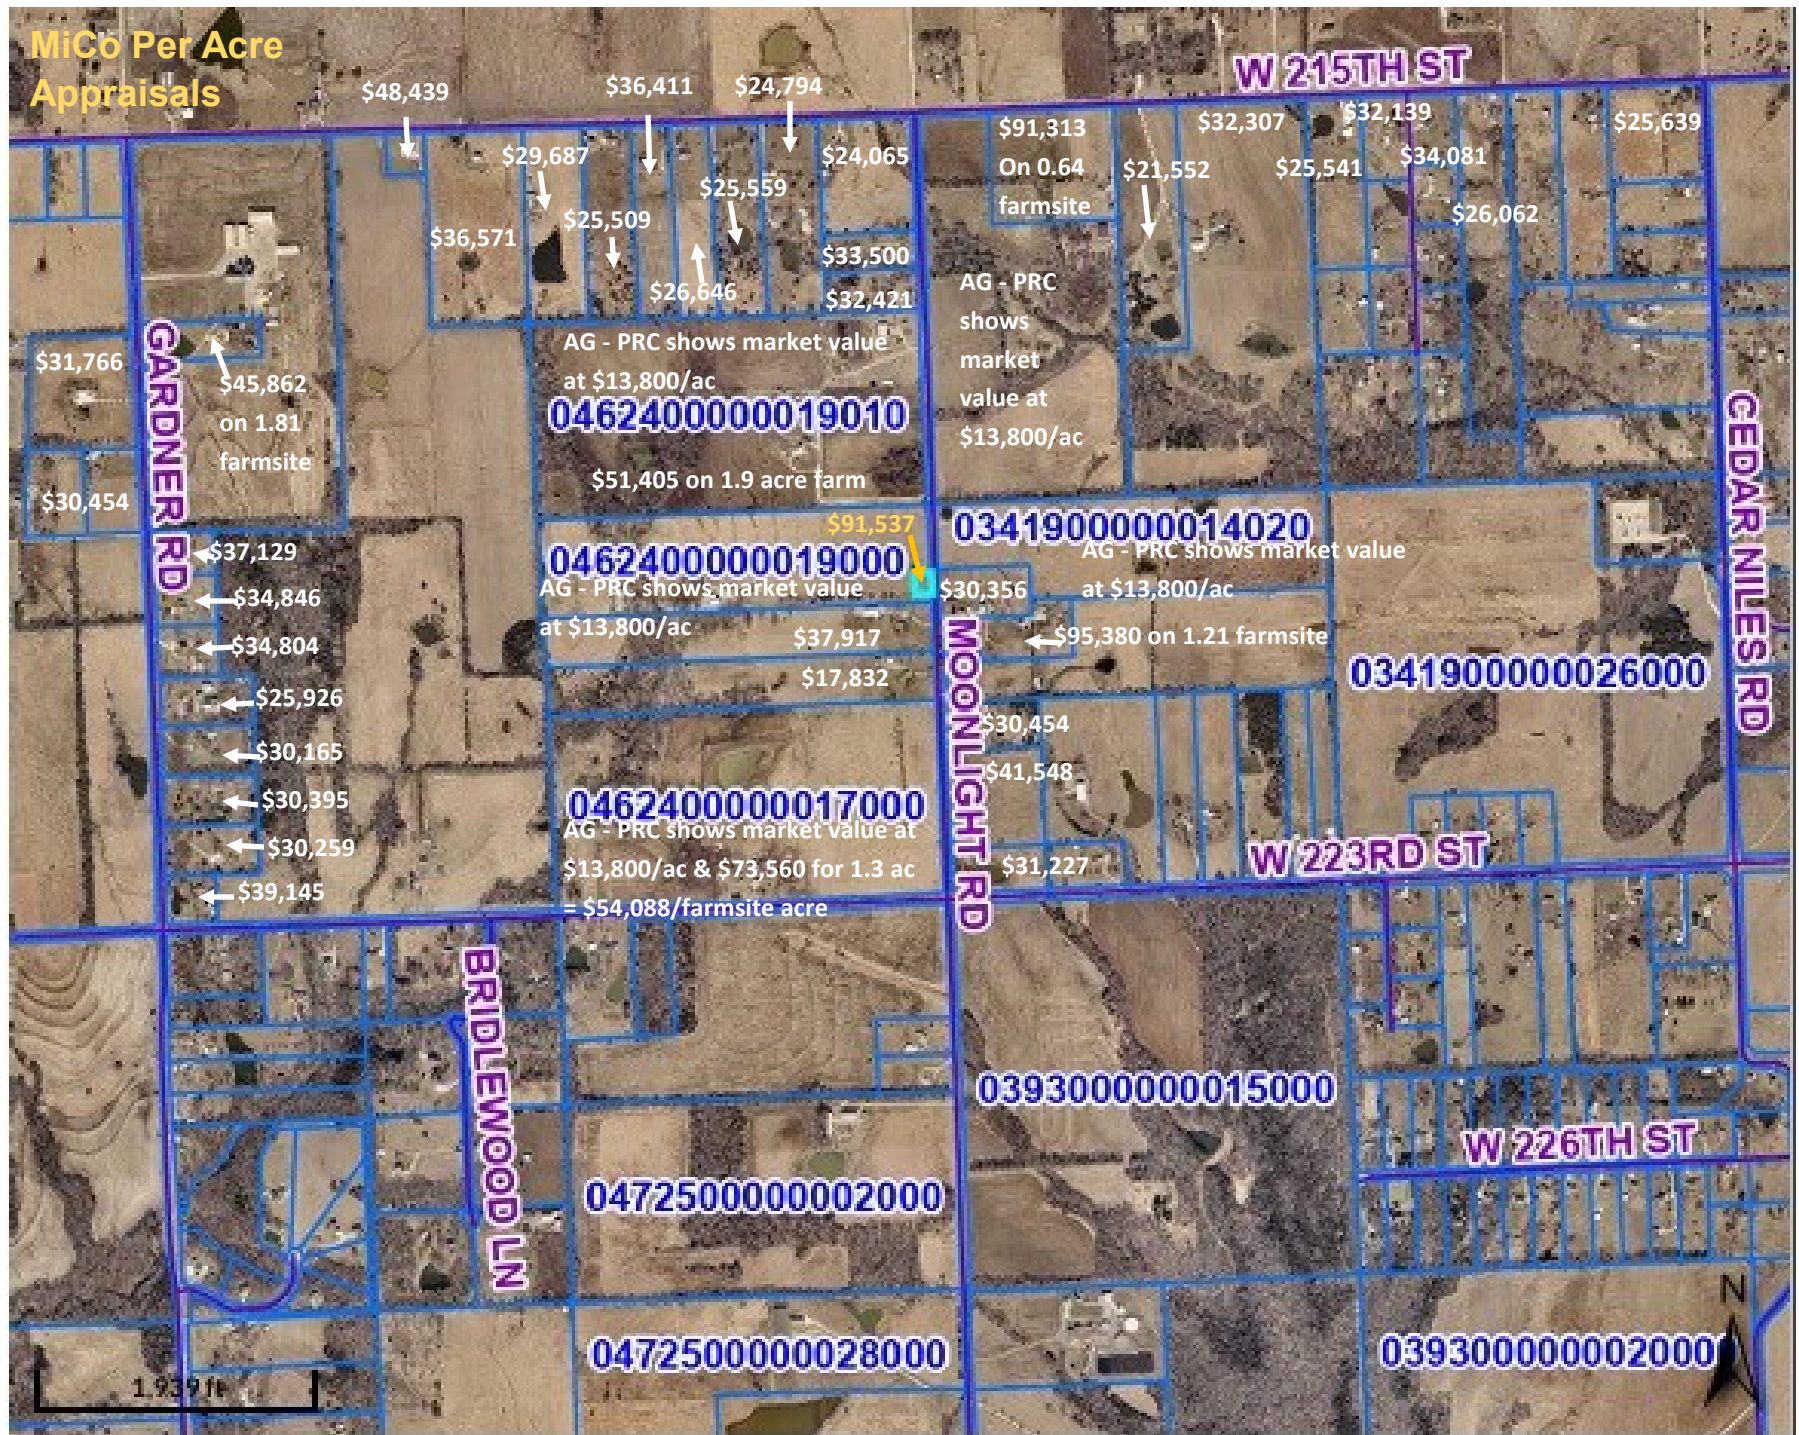 MiCo Per Acre
Appraisals
W 215TH ST
$48,439
$36,411
$24,794
$29,687
$24,065
$25,559
$25,509
$36,571
$26,646
$33,500
$32,421
$91,313
On 0.64
farmsite
$21,552
$32,307
$32,139
$25,541
$34,081
$26,062
$25,639
GARDNER RD
$31,766
$45,862
on 1.81
farmsite
$30,454
AG - PRC shows market value
at $13,800/ac
0462400000019010
$51,405 on 1.9 acre farm
AG - PRC
shows
market
value at
$13,800/ac
CEDAR NILES RD
$91,537
0462400000019000
AG - PRC shows market value
at $13,800/ac
0341900000014020
AG - PRC shows market value
at $13,800/ac
$30,356
$37,917
$95,380 on 1.21 farmsite
$17,832
0341900000026000
MOONLIGHT RD
$37,129
$34,846
$34,804
$25,926
$30,165
$30,395
$30,259
$39,145
$30,454
$41,548
$31,227
W 223RD ST
0462400000017000
AG - PRC shows market value at
$13,800/ac & $73,560 for 1.3 ac
= $54,088/farmsite acre
BRIDLEWOOD LN
0393000000015000
W 226TH ST
0472500000002000
0472500000028000
0393000000020000
N
1,939 ft